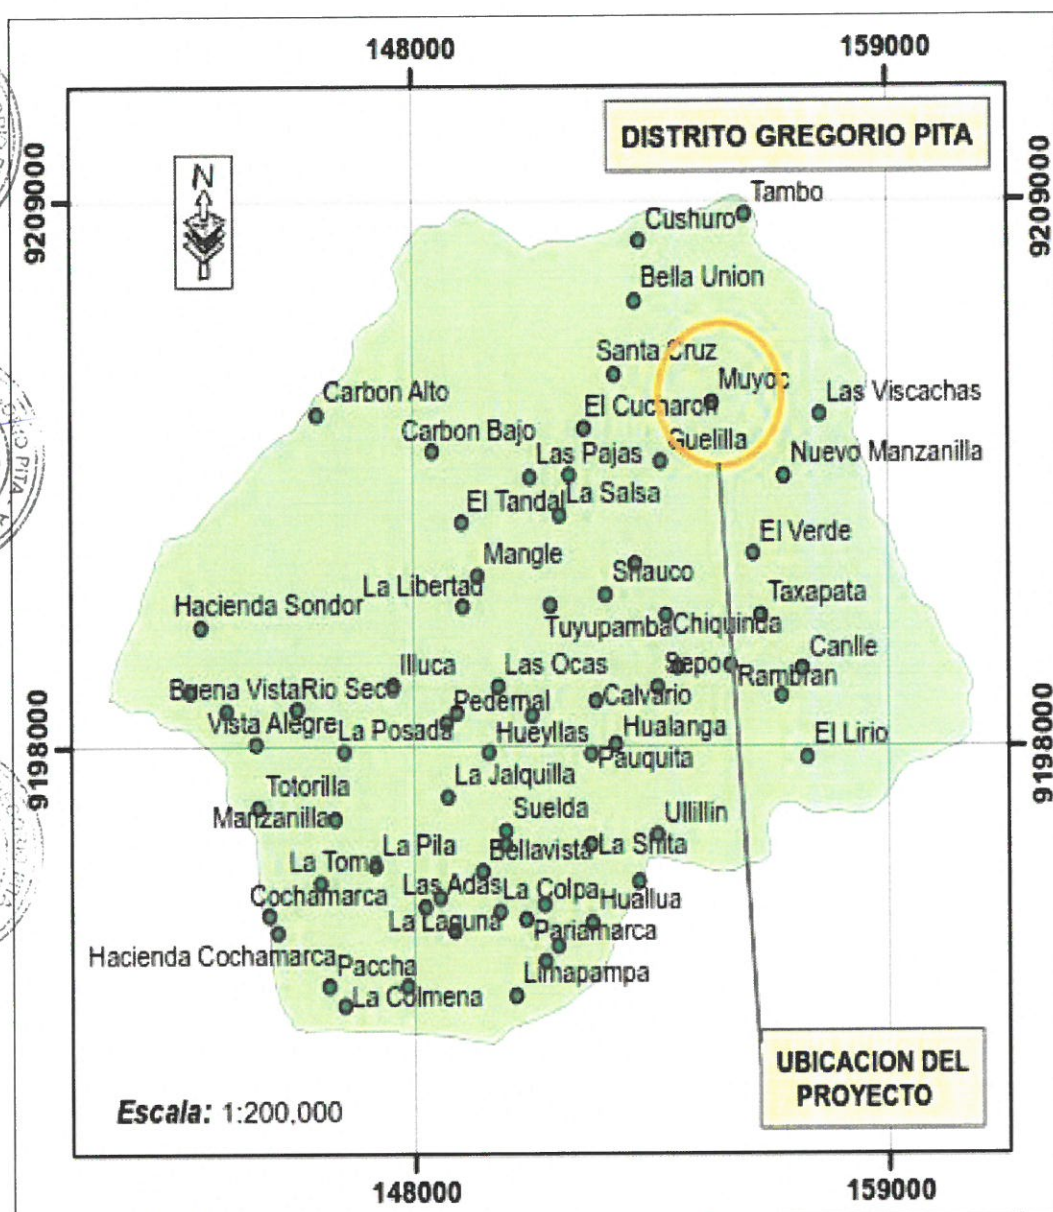 148000
159000
DISTRITO GREGORIO PITA
9209000
9209000
N
Tambo
Cushuro
Bella Union
Santa Cruz
Muyoc
Las Viscachas
Carbon Alto
El Cucharon
Carbon Bajo
Guelilla
Las Pajas
Nuevo Manzanilla
La Salsa
El Tandal
El Verde
Mangle
Shauco
La Libertad
Taxapata
Hacienda Sondor
Tuyupamba
Chiquinda
Canlle
Illuca
Las Ocas
Sepo
Rambran
Buena Vista
Rio Seco
Pedernal
Calvario
Vista Alegre
La Posada
Hueyllas
Hualanga
Pauquita
El Lirio
9198000
9198000
La Jalquilla
Totorilla
Manzanilla
Suelda
Ullillin
La Pila
Bellavista
La Toma
Las Adas
La Colpa
Huallua
Cochamarca
La Laguna
Pariamarca
Hacienda Cochamarca
Paccha
Limapampa
La Colmena
UBICACION DEL
PROYECTO
Escala: 1:200,000
148000
159000